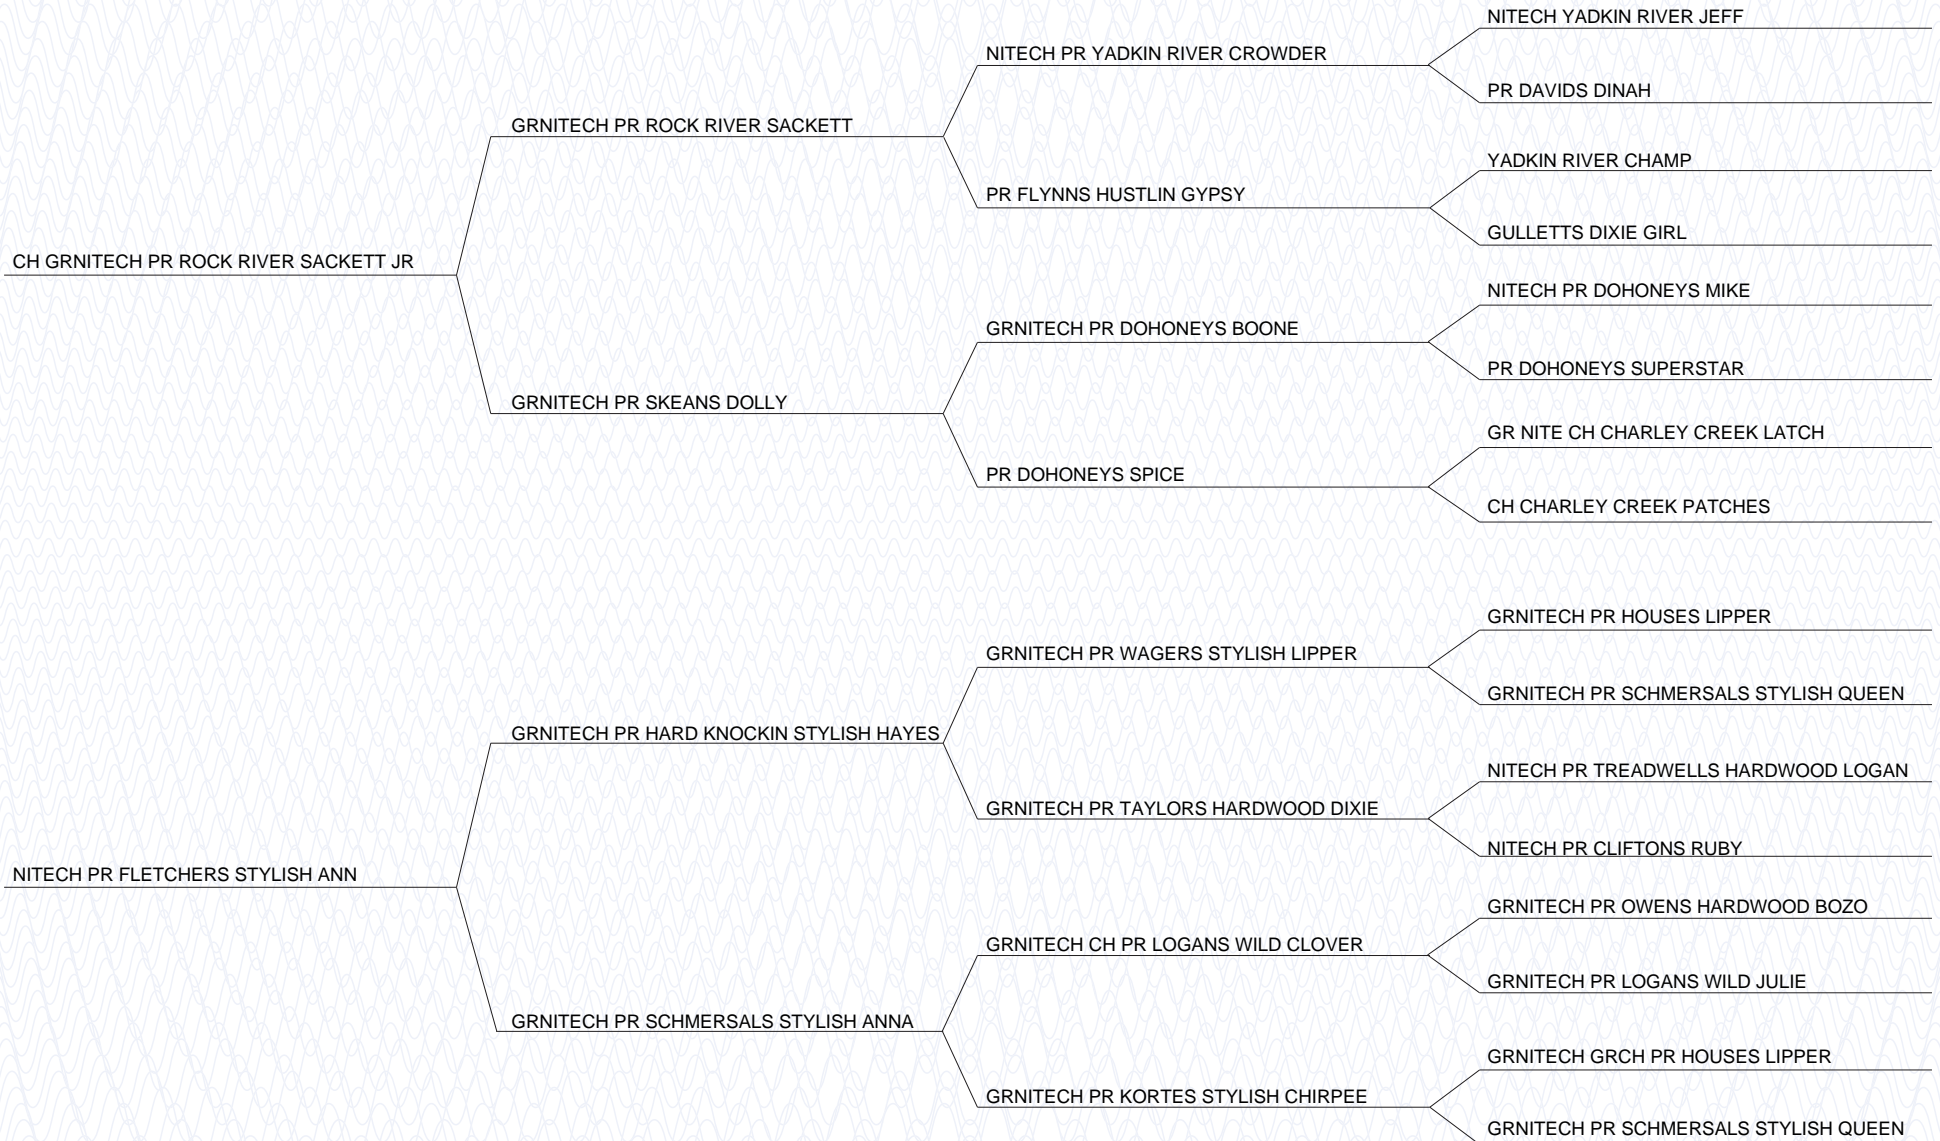 NITECH YADKIN RIVER JEFF
NITECH PR YADKIN RIVER CROWDER
PR DAVIDS DINAH
GRNITECH PR ROCK RIVER SACKETT
YADKIN RIVER CHAMP
PR FLYNNS HUSTLIN GYPSY
GULLETTS DIXIE GIRL
CH GRNITECH PR ROCK RIVER SACKETT JR
NITECH PR DOHONEYS MIKE
GRNITECH PR DOHONEYS BOONE
PR DOHONEYS SUPERSTAR
GRNITECH PR SKEANS DOLLY
GR NITE CH CHARLEY CREEK LATCH
PR DOHONEYS SPICE
CH CHARLEY CREEK PATCHES
GRNITECH PR HOUSES LIPPER
GRNITECH PR WAGERS STYLISH LIPPER
GRNITECH PR SCHMERSALS STYLISH QUEEN
GRNITECH PR HARD KNOCKIN STYLISH HAYES
NITECH PR TREADWELLS HARDWOOD LOGAN
GRNITECH PR TAYLORS HARDWOOD DIXIE
NITECH PR CLIFTONS RUBY
NITECH PR FLETCHERS STYLISH ANN
GRNITECH PR OWENS HARDWOOD BOZO
GRNITECH CH PR LOGANS WILD CLOVER
GRNITECH PR LOGANS WILD JULIE
GRNITECH PR SCHMERSALS STYLISH ANNA
GRNITECH GRCH PR HOUSES LIPPER
GRNITECH PR KORTES STYLISH CHIRPEE
GRNITECH PR SCHMERSALS STYLISH QUEEN